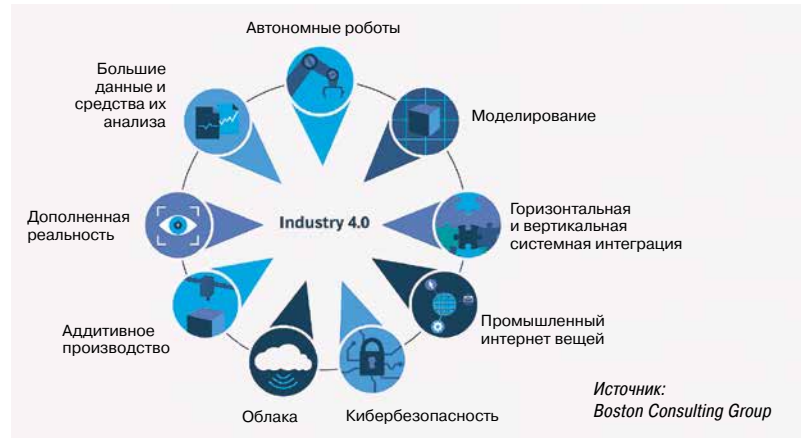 Автономные роботы
Большие
данные и
средства их
анализа
Моделирование
Дополненная
реальность
Industry 4.0
Горизонтальная
и вертикальная
системная интеграция
Аддитивное
производство
Промышленный
интернет вещей
Облака
Кибербезопасность
Источник:
Boston Consulting Group